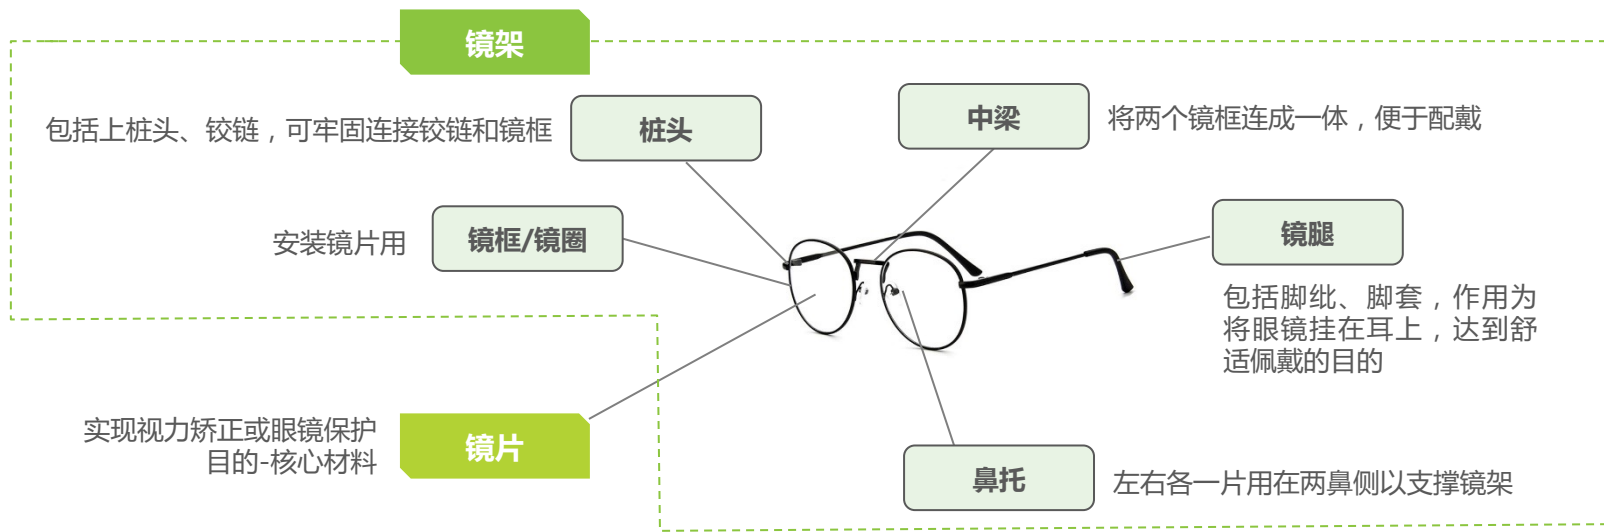 镜架
包括上桩头、铰链，可牢固连接铰链和镜框
桩头
中梁
将两个镜框连成一体，便于配戴
安装镜片用
镜框/镜圈
镜腿
包括脚纰、脚套，作用为
将眼镜挂在耳上，达到舒
适佩戴的目的
实现视力矫正或眼镜保护
目的-核心材料
镜片
鼻托
左右各一片用在两鼻侧以支撑镜架